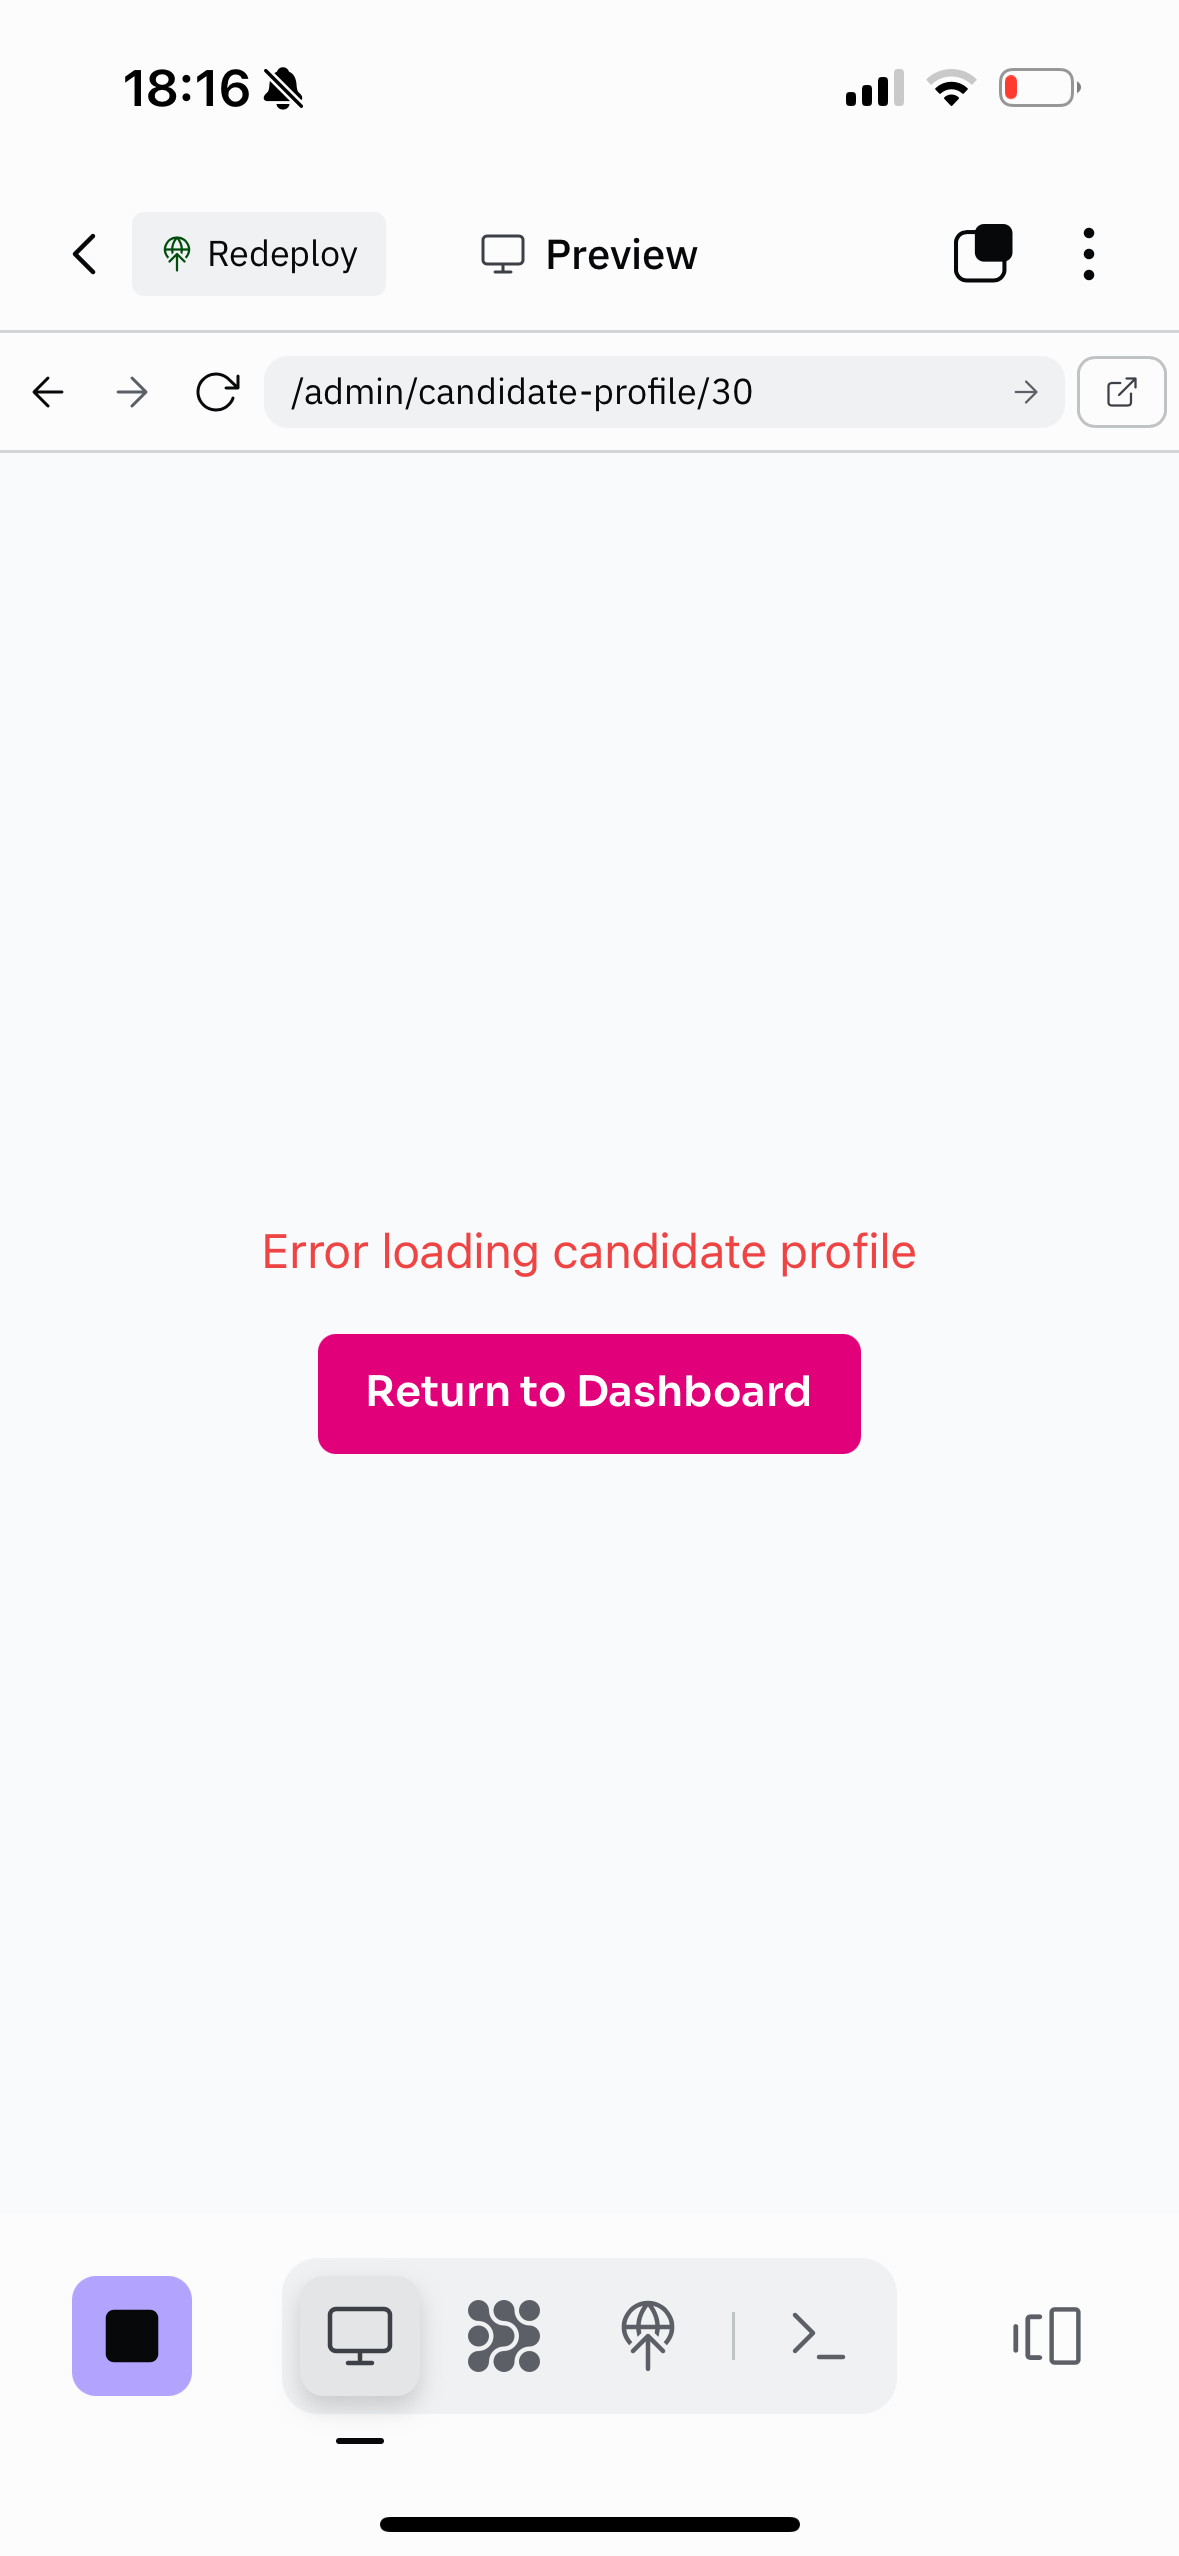 18:16
Redeploy
Preview
/admin/candidate-profile/30
Error loading candidate profile
Return to Dashboard